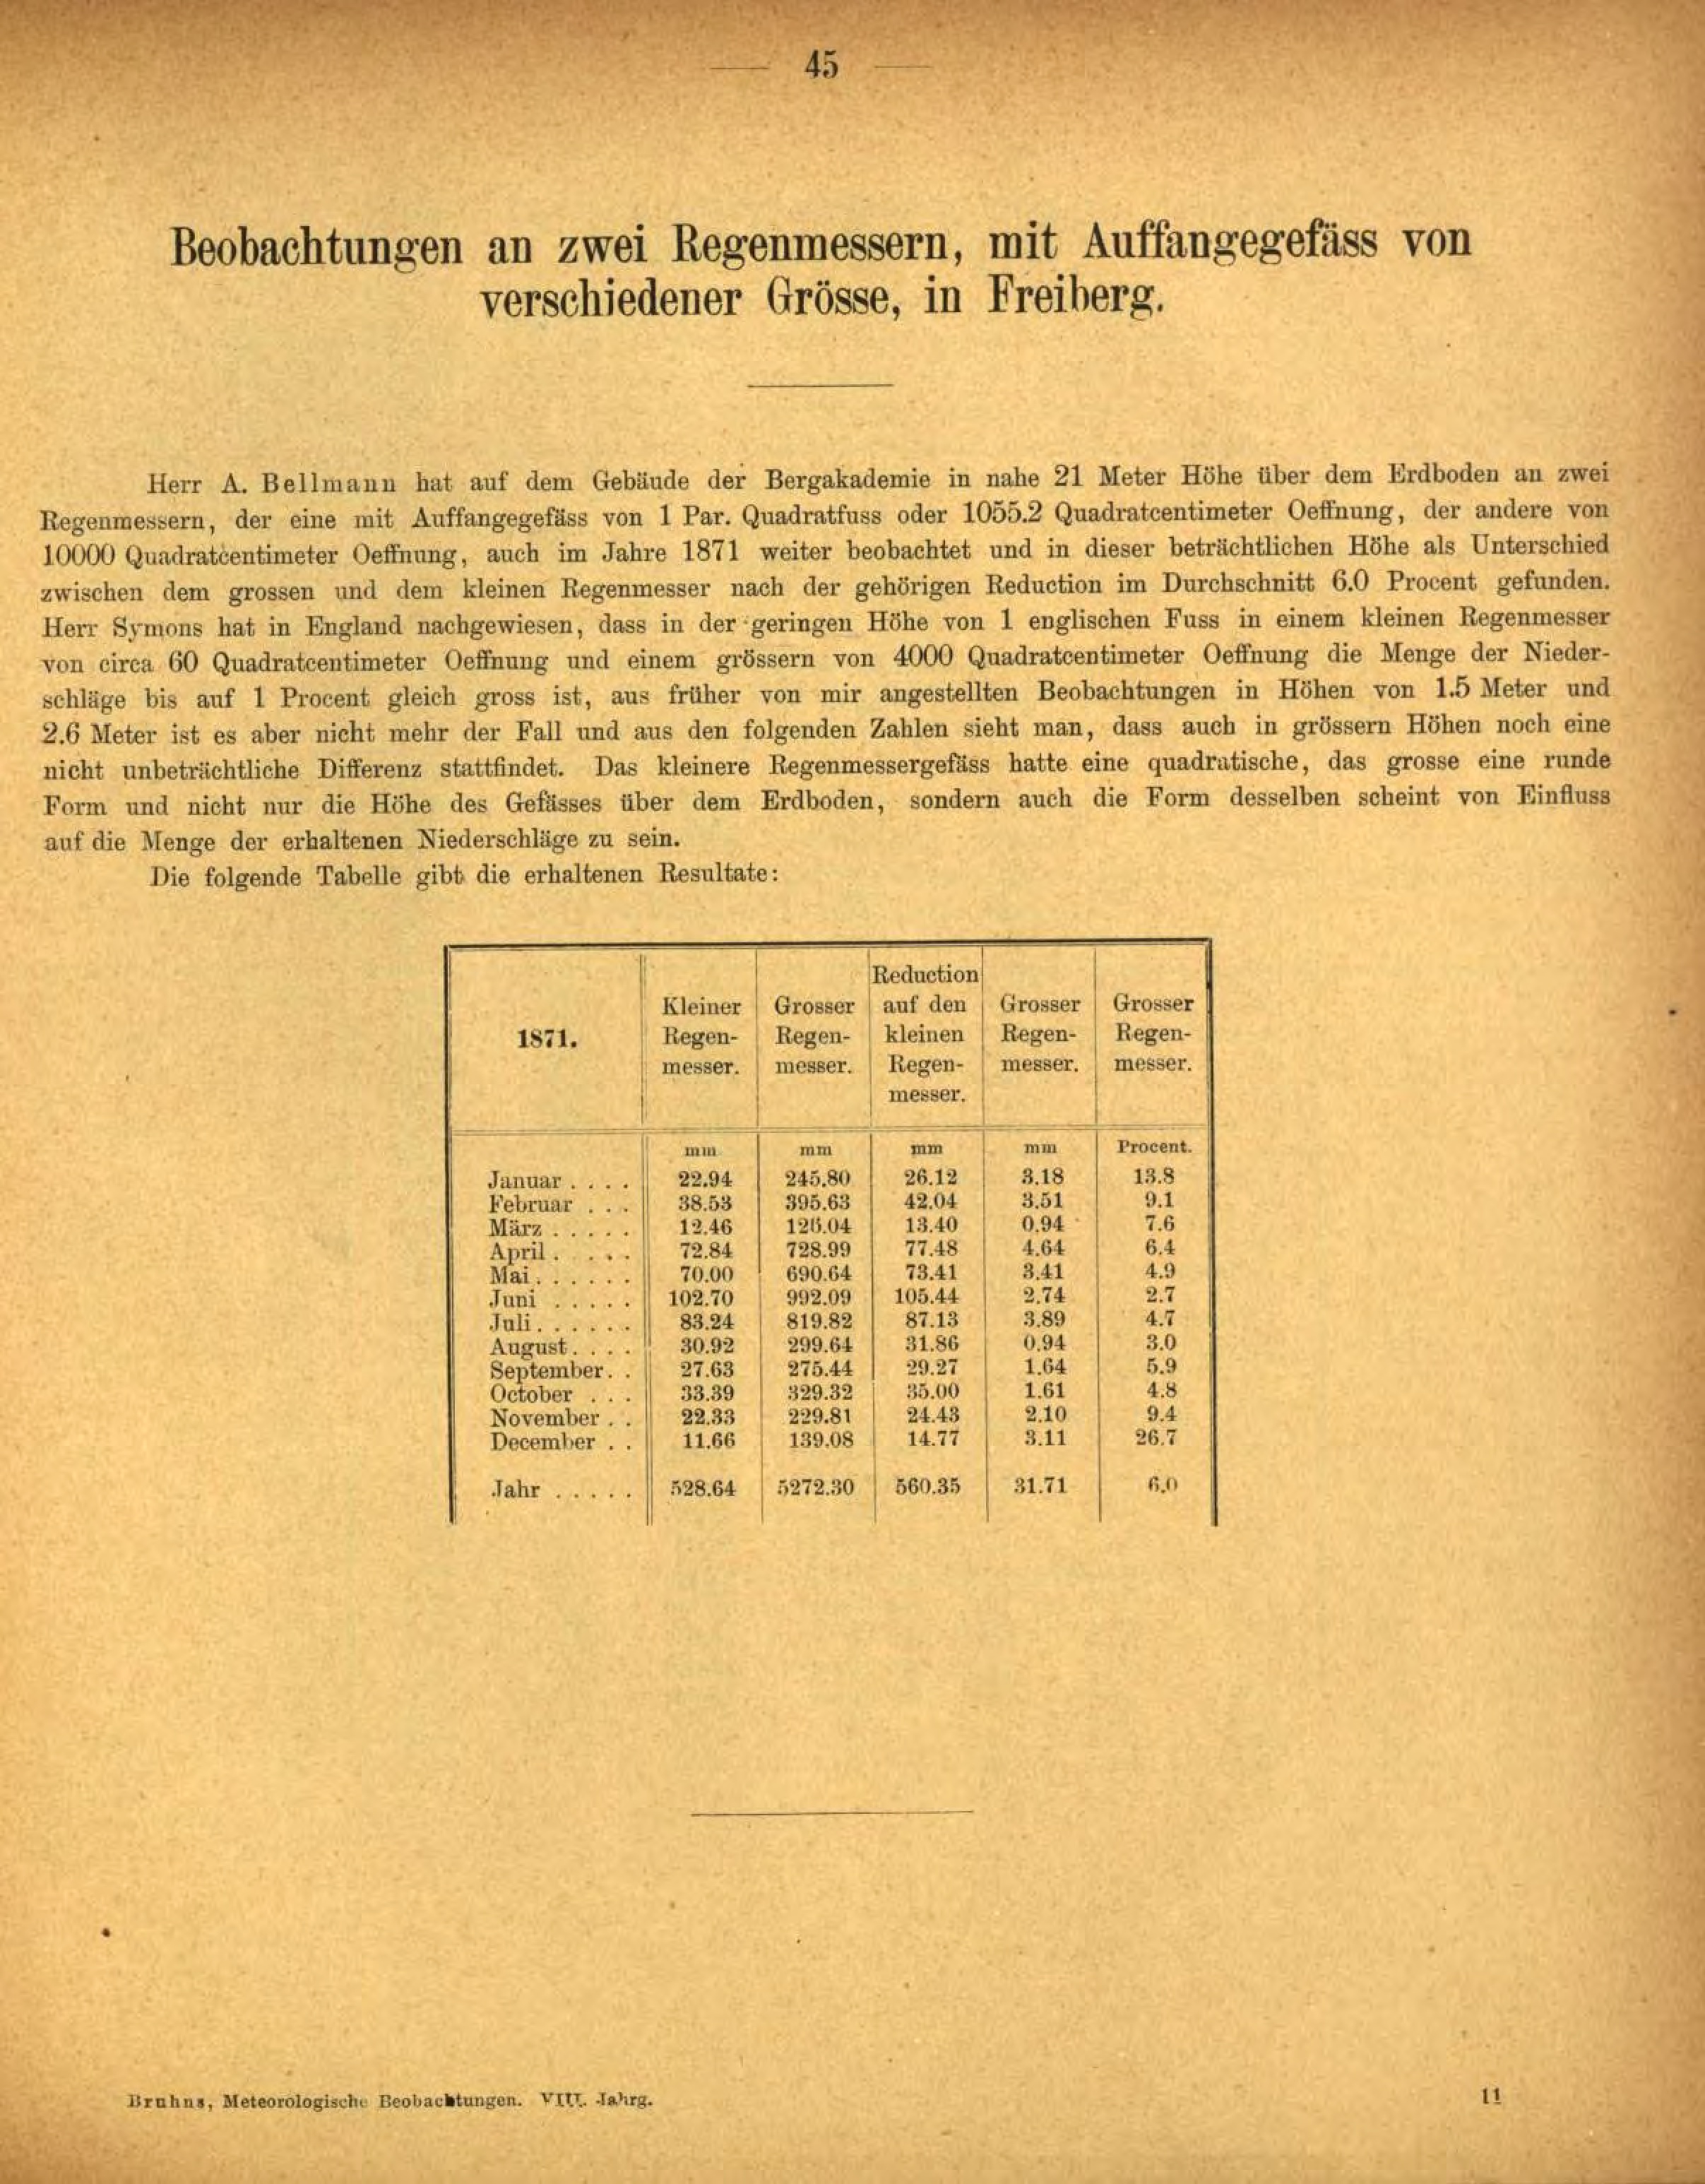 — 45 —
Beobachtungen an zwei Regenmessern, mit Auffangegefäss von
verschiedener Grösse, in Freiberg.
Herr A. Bellmann hat auf dem Gebäude der Bergakademie in nahe 21 Meter Höhe über dem Erdboden an zwei
Regenmessern, der eine mit Auffangegefäss von 1 Par. Quadratfuss oder 1055.2 Quadratcentimeter Oeffnung, der andere von
10000 Quadratcentimeter Oeffnung, auch im Jahre 1871 weiter beobachtet und in dieser beträchtlichen Höhe als Unterschied
zwischen dem grossen und dem kleinen Regenmesser nach der gehörigen Reduction im Durchschnitt 6.0 Procent gefunden.
Herr Symons hat in England nachgewiesen, dass in der geringen Höhe von 1 englischen Fuss in einem kleinen Regenmesser
von circa 60 Quadratcentimeter Oeffnung und einem grössern von 4000 Quadratcentimeter Oeffnung die Menge der Nieder-
schläge bis auf 1 Procent gleich gross ist, aus früher von mir angestellten Beobachtungen in Höhen von 1.5 Meter und
2.6 Meter ist es aber nicht mehr der Fall und aus den folgenden Zahlen sieht man, dass auch in grössern Höhen noch eine
nicht unbeträchtliche Differenz stattfindet. Das kleinere Regenmessergefäss hatte eine quadratische, das grosse eine runde
Form und nicht nur die Höhe des Gefässes über dem Erdboden, sondern auch die Form desselben scheint von Einfluss
auf die Menge der erhaltenen Niederschläge zu sein.
Die folgende Tabelle gibt die erhaltenen Resultate:
Reduction
Kleiner Grosser auf den Grosser Grosser
1871. Regen- Regen- kleinen Regen- Regen-
messer. messer. Regen- messer. messer.
messer.
mm mm mm mm Procent.
Januar . . . . 22.94 245.80 26.12 3.18 13.8
Februar . . . 38.53 395.63 42.04 3.51 9.1
März . . . . . 12.46 126.04 13.40 0.94 7.6
April . . . . . 72.84 728.99 77.48 4.64 6.4
Mai . . . . . . 70.00 690.64 73.41 3.41 4.9
Juni . . . . . 102.70 992.09 105.44 2.74 2.7
Juli . . . . . . 83.24 819.82 87.13 3.89 4.7
August . . . . 30.92 299.64 31.86 0.94 3.0
September . . 27.63 275.44 29.27 1.64 5.9
October . . . 33.39 329.32 35.00 1.61 4.8
November . . 22.33 229.81 24.43 2.10 9.4
December . . 11.66 139.08 14.77 3.11 26.7
Jahr . . . . . 528.64 5272.30 560.35 31.71 6.0
Bruhns, Meteorologische Beobachtungen. VIII. Jahrg. 11